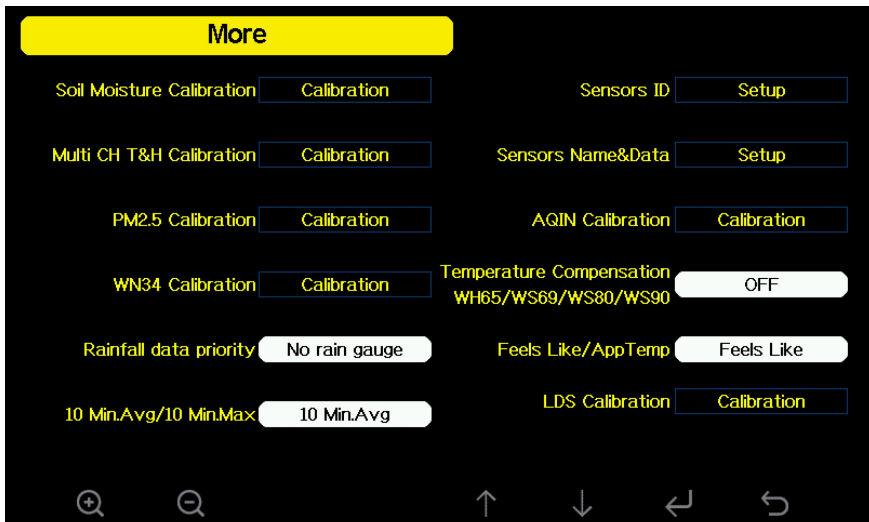 More
Soil Moisture Calibration Calibration
Sensors ID Setup
Multi CH T&H Calibration Calibration
Sensors Name&Data Setup
PM2.5 Calibration Calibration
AQIN Calibration Calibration
WN34 Calibration Calibration
Temperature Compensation
WH65/WS69/WS80/WS90 OFF
Rainfall data priority No rain gauge
Feels Like/AppTemp Feels Like
10 Min.Avg/10 Min.Max 10 Min.Avg
LDS Calibration Calibration